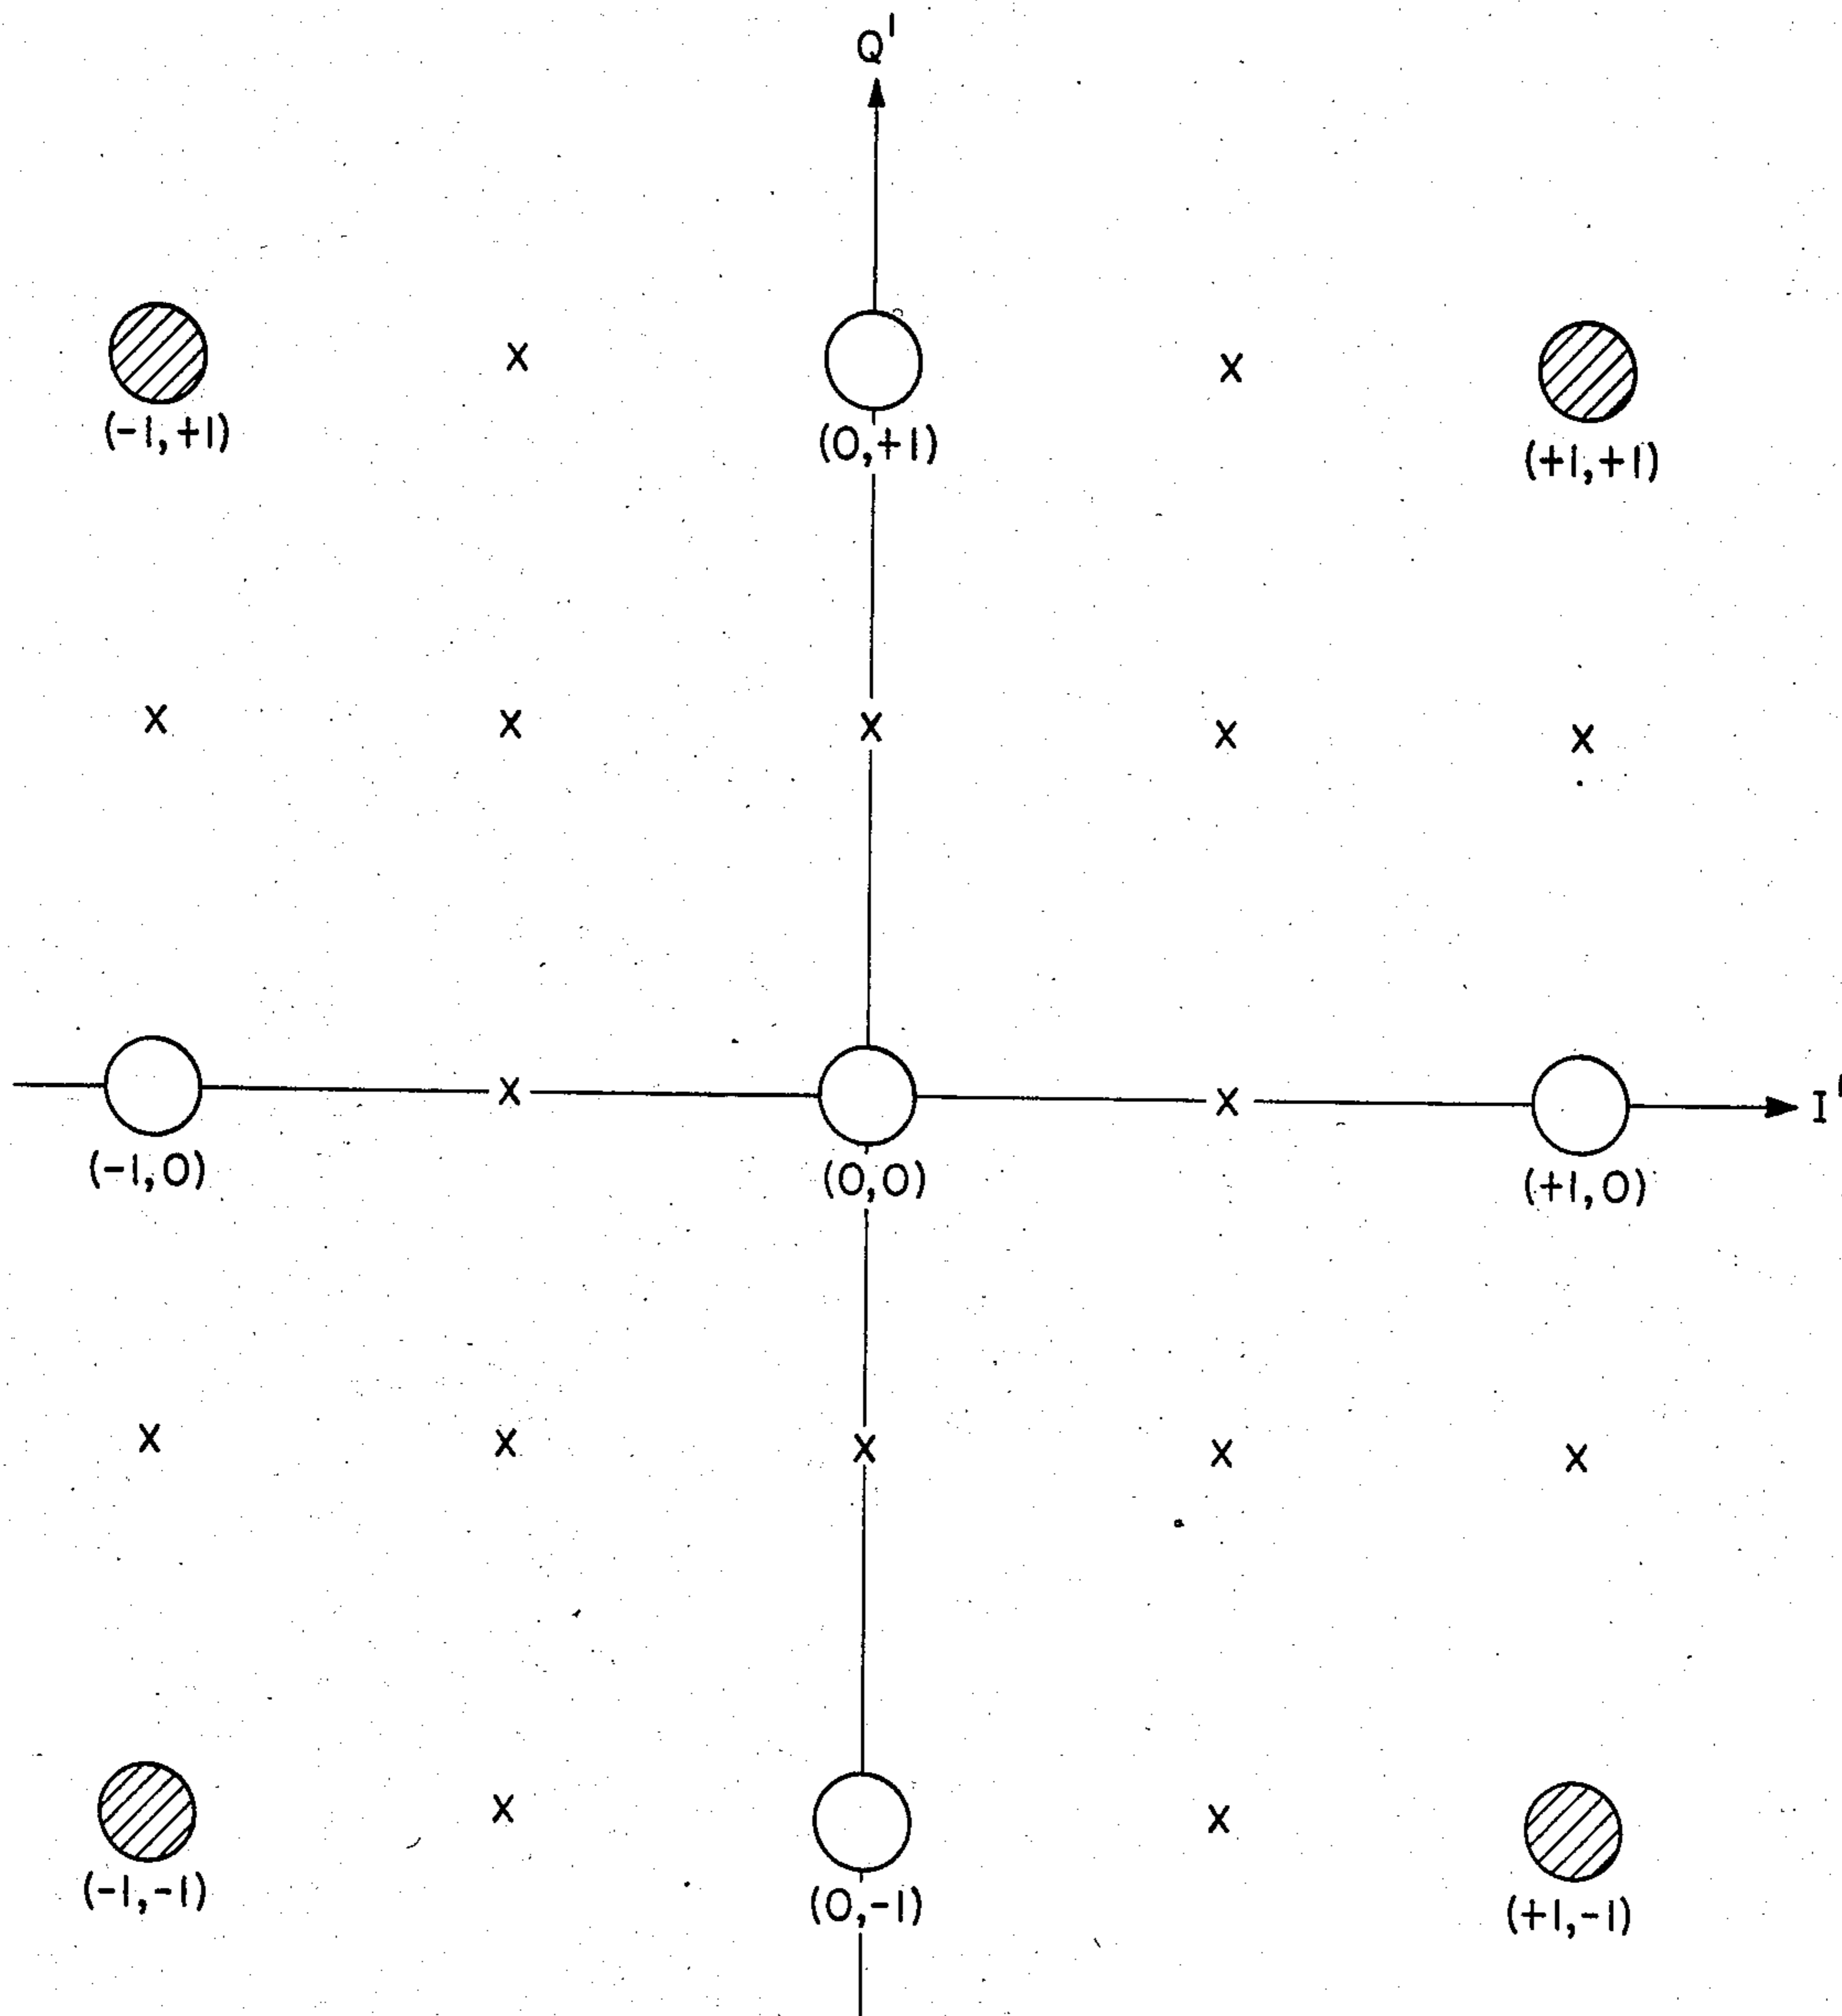 Q'
X X
(-1,+1) (0,+1) (+1,+1)
X X X X X
X X I'
(-1,0) (0,0) (+1,0)
X X X X X
X X
(-1,-1) (0,-1) (+1,-1)